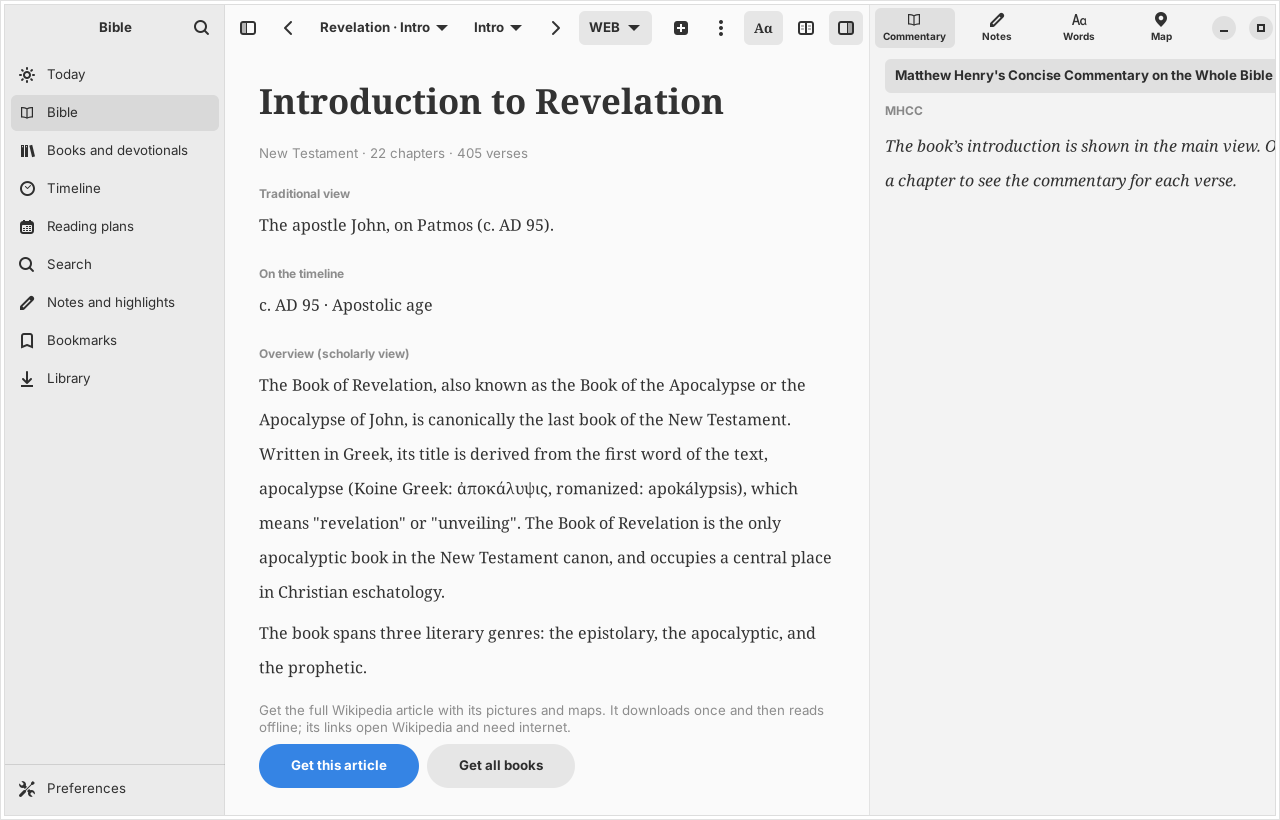 Bible
Today
Bible
Books and devotionals
Timeline
Reading plans
Search
Notes and highlights
Bookmarks
Library
Preferences
Revelation · Intro
Intro
WEB
Aα
Introduction to Revelation
New Testament · 22 chapters · 405 verses
Traditional view
The apostle John, on Patmos (c. AD 95).
On the timeline
c. AD 95 · Apostolic age
Overview (scholarly view)
The Book of Revelation, also known as the Book of the Apocalypse or the
Apocalypse of John, is canonically the last book of the New Testament.
Written in Greek, its title is derived from the first word of the text,
apocalypse (Koine Greek: ἀποκάλυψις, romanized: apokálypsis), which
means "revelation" or "unveiling". The Book of Revelation is the only
apocalyptic book in the New Testament canon, and occupies a central place
in Christian eschatology.
The book spans three literary genres: the epistolary, the apocalyptic, and
the prophetic.
Get the full Wikipedia article with its pictures and maps. It downloads once and then reads
offline; its links open Wikipedia and need internet.
Get this article
Get all books
Commentary
Notes
Aα
Words
Map
Matthew Henry's Concise Commentary on the Whole Bible
MHCC
The book’s introduction is shown in the main view.
a chapter to see the commentary for each verse.